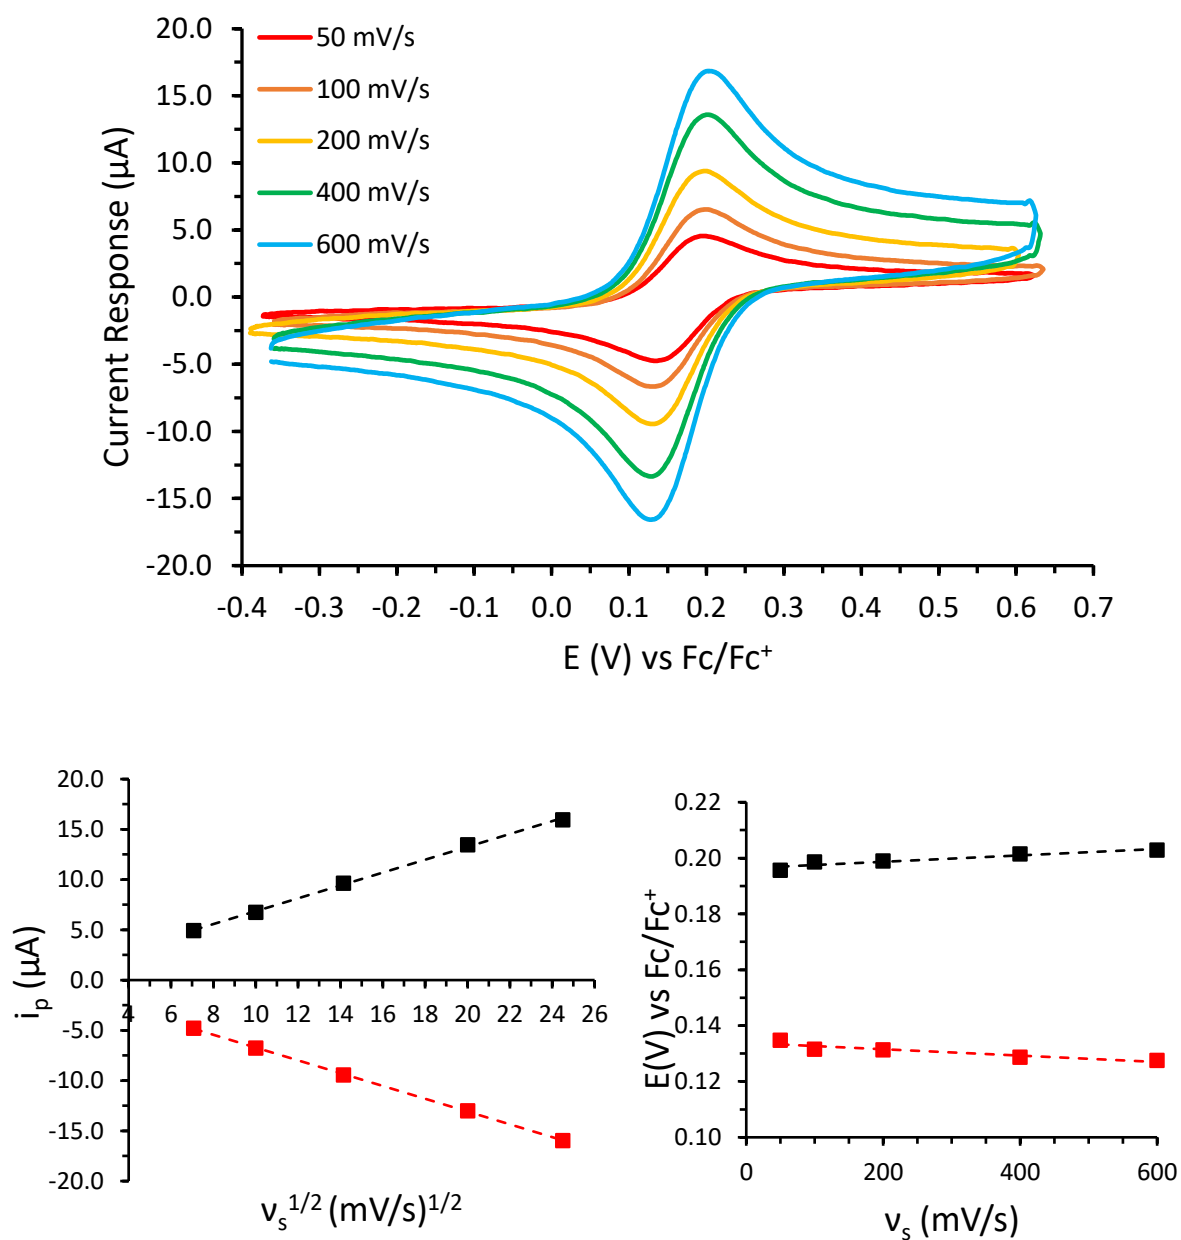 20.0
15.0
10.0
5.0
0.0
-5.0
-10.0
-15.0
-20.0
Current Response (µA)
50 mV/s
100 mV/s
200 mV/s
400 mV/s
600 mV/s
-0.4 -0.3 -0.2 -0.1 0.0 0.1 0.2 0.3 0.4 0.5 0.6 0.7
E (V) vs Fc/Fc⁺
20.0
15.0
10.0
5.0
0.0
-5.0
-10.0
-15.0
-20.0
i_p (µA)
4 6 8 10 12 14 16 18 20 22 24 26
ν_s^1/2 (mV/s)^1/2
0.22
0.20
0.18
0.16
0.14
0.12
0.10
E(V) vs Fc/Fc⁺
0 200 400 600
ν_s (mV/s)